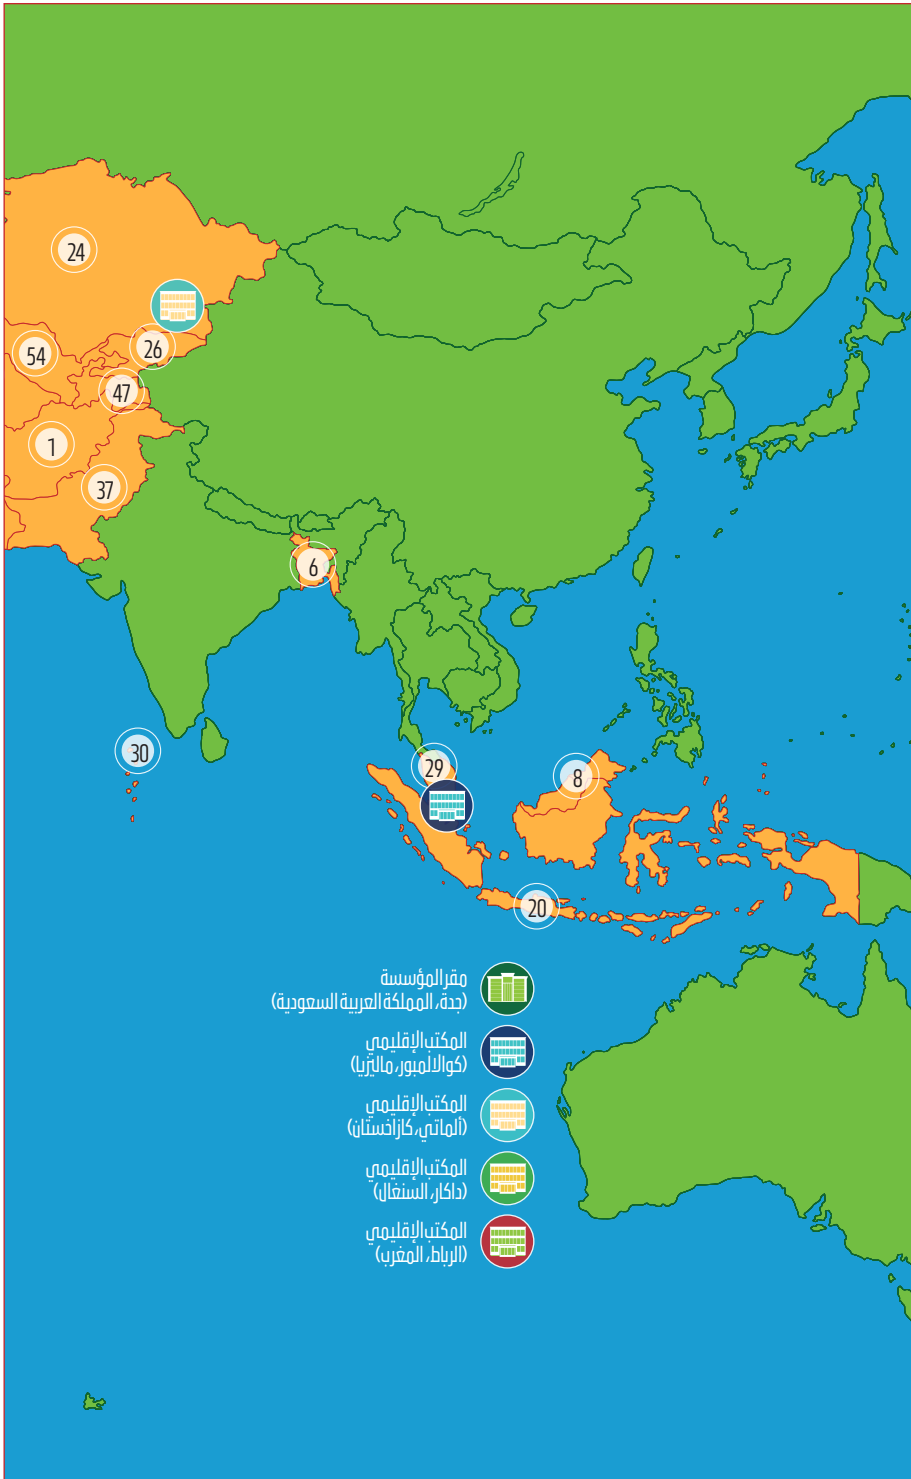 24
54
26
47
1
37
6
30
29
8
20
مقر المؤسسة
(جدة، المملكة العربية السعودية)
المكتب الإقليمي
(كوالالمبور، ماليزيا)
المكتب الإقليمي
(ألماتي، كازاخستان)
المكتب الإقليمي
(داكار، السنغال)
المكتب الإقليمي
(الرباط، المغرب)